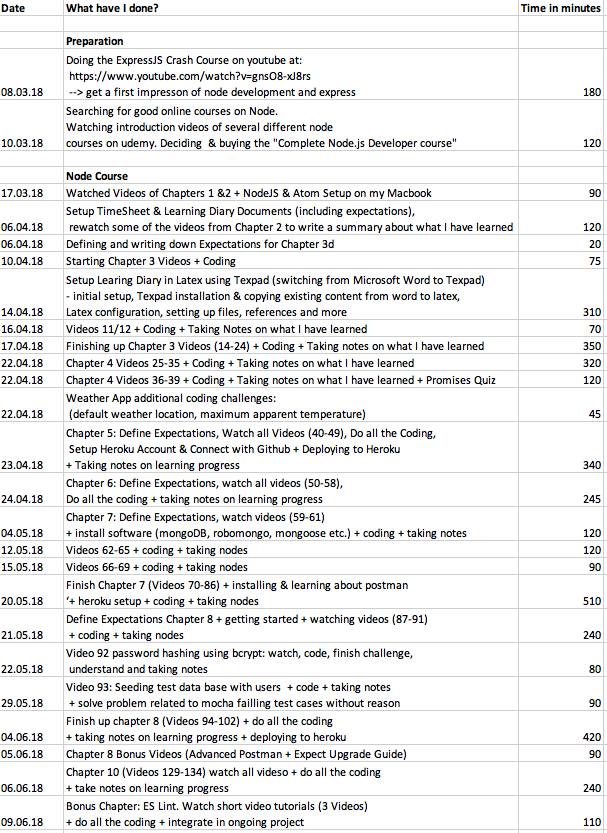 Date What have I done? Time in minutes
Preparation
Doing the ExpressJS Crash Course on youtube at:
https://www.youtube.com/watch?v=gnsO8-xJ8rs
08.03.18 --> get a first impresson of node development and express 180
Searching for good online courses on Node.
Watching introduction videos of several different node
10.03.18 courses on udemy. Deciding & buying the "Complete Node.js Developer course" 120
Node Course
17.03.18 Watched Videos of Chapters 1 &2 + NodeJS & Atom Setup on my Macbook 90
Setup TimeSheet & Learning Diary Documents (including expectations),
06.04.18 rewatch some of the videos from Chapter 2 to write a summary about what I have learned 120
06.04.18 Defining and writing down Expectations for Chapter 3d 20
10.04.18 Starting Chapter 3 Videos + Coding 75
Setup Learing Diary in Latex using Texpad (switching from Microsoft Word to Texpad)
- initial setup, Texpad installation & copying existing content from word to latex,
14.04.18 Latex configuration, setting up files, references and more 310
16.04.18 Videos 11/12 + Coding + Taking Notes on what I have learned 70
17.04.18 Finishing up Chapter 3 Videos (14-24) + Coding + Taking notes on what I have learned 350
22.04.18 Chapter 4 Videos 25-35 + Coding + Taking notes on what I have learned 320
22.04.18 Chapter 4 Videos 36-39 + Coding + Taking notes on what I have learned + Promises Quiz 120
Weather App additional coding challenges:
22.04.18 (default weather location, maximum apparent temperature) 45
Chapter 5: Define Expectations, Watch all Videos (40-49), Do all the Coding,
Setup Heroku Account & Connect with Github + Deploying to Heroku
23.04.18 + Taking notes on learning progress 340
Chapter 6: Define Expectations, watch all videos (50-58),
24.04.18 Do all the coding + taking notes on learning progress 245
Chapter 7: Define Expectations, watch videos (59-61)
04.05.18 + install software (mongoDB, robomongo, mongoose etc.) + coding + taking notes 120
12.05.18 Videos 62-65 + coding + taking nodes 120
15.05.18 Videos 66-69 + coding + taking nodes 90
Finish Chapter 7 (Videos 70-86) + installing & learning about postman
20.05.18 '+ heroku setup + coding + taking nodes 510
Define Expectations Chapter 8 + getting started + watching videos (87-91)
21.05.18 + coding + taking nodes 240
Video 92 password hashing using bcrypt: watch, code, finish challenge,
22.05.18 understand and taking notes 80
Video 93: Seeding test data base with users + code + taking notes
29.05.18 + solve problem related to mocha failling test cases without reason 90
Finish up chapter 8 (Videos 94-102) + do all the coding
04.06.18 + taking notes on learning progress + deploying to heroku 420
05.06.18 Chapter 8 Bonus Videos (Advanced Postman + Expect Upgrade Guide) 90
Chapter 10 (Videos 129-134) watch all videso + do all the coding
06.06.18 + take notes on learning progress 240
Bonus Chapter: ES Lint. Watch short video tutorials (3 Videos)
09.06.18 + do all the coding + integrate in ongoing project 110